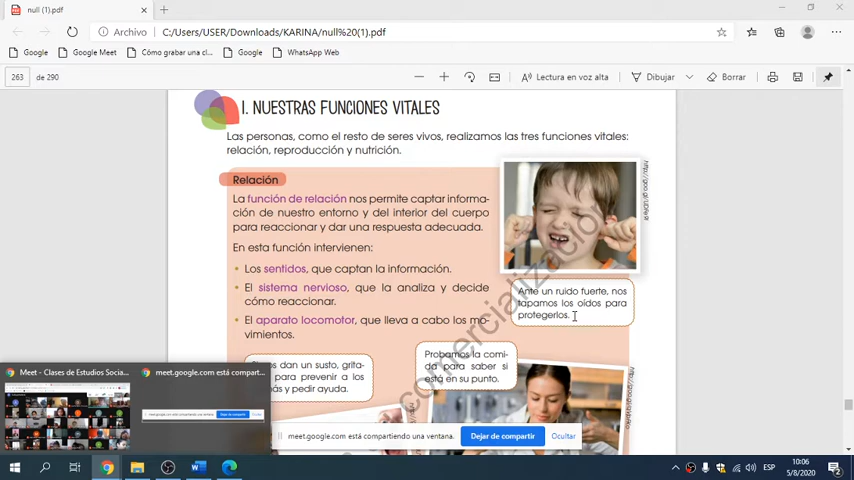 null (1).pdf
Archivo
C:/Users/USER/Downloads/KARINA/null%20(1).pdf
Google
Google Meet
Cómo grabar una cl...
Google
WhatsApp Web
263
de 290
Lectura en voz alta
Dibujar
Borrar
I. NUESTRAS FUNCIONES VITALES
Las personas, como el resto de seres vivos, realizamos las tres funciones vitales:
relación, reproducción y nutrición.
Relación
La función de relación nos permite captar informa-
ción de nuestro entorno y del interior del cuerpo
para reaccionar y dar una respuesta adecuada.
En esta función intervienen:
• Los sentidos, que captan la información.
• El sistema nervioso, que la analiza y decide
cómo reaccionar.
• El aparato locomotor, que lleva a cabo los mo-
vimientos.
Ante un ruido fuerte, nos
tapamos los oídos para
protegerlos.
dan un susto, grita-
para prevenir a los
y pedir ayuda.
Probamos la comi-
da para saber si
está en su punto.
comercialización
Meet - Clases de Estudios Socia...
meet.google.com está compart...
meet.google.com está compartiendo una ventana.
Dejar de compartir
Ocultar
ESP
10:06
5/8/2020